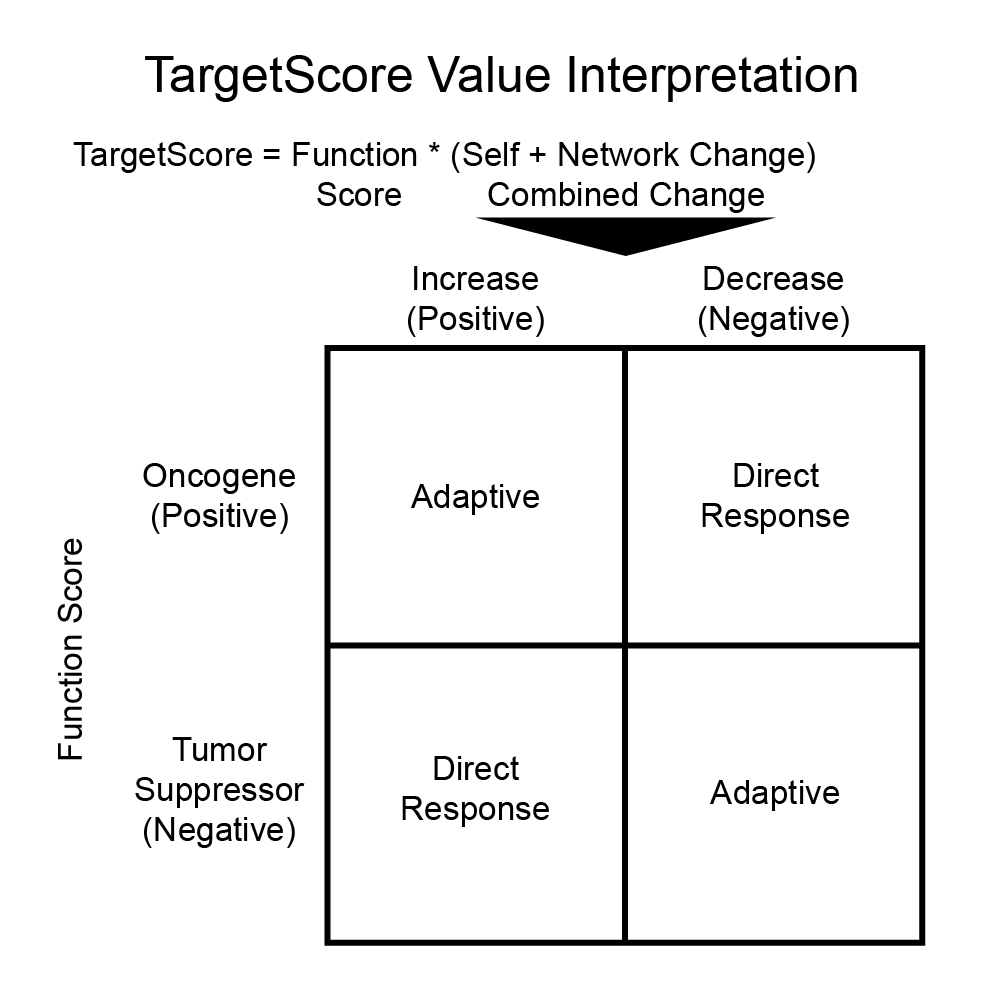 TargetScore Value Interpretation
TargetScore = Function * (Self + Network Change)
Score Combined Change
Increase
(Positive)
Decrease
(Negative)
Function Score
Oncogene
(Positive)
Adaptive
Direct
Response
Tumor
Suppressor
(Negative)
Direct
Response
Adaptive